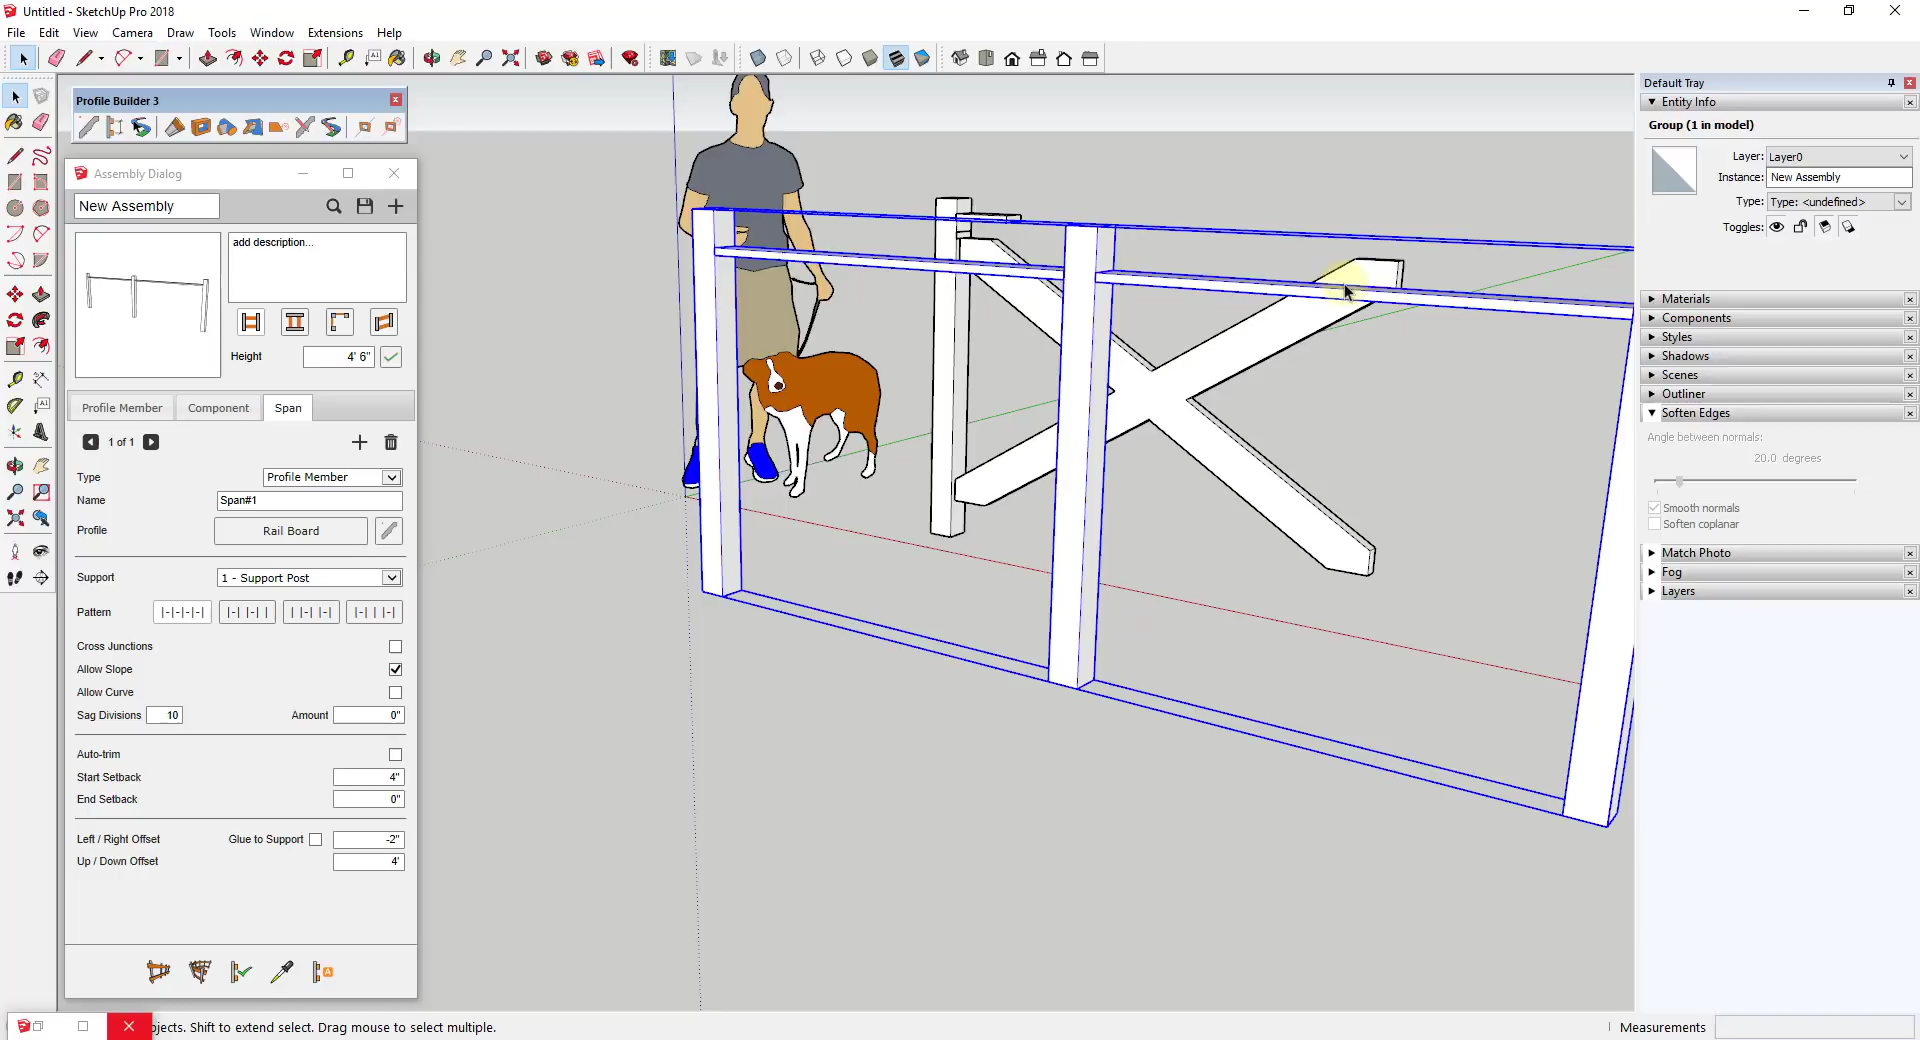 Untitled - SketchUp Pro 2018
File Edit View Camera Draw Tools Window Extensions Help
Profile Builder 3
Assembly Dialog
New Assembly
add description...
Height 4' 6"
Profile Member Component Span
1 of 1
Type Profile Member
Name Span#1
Profile Rail Board
Support 1 - Support Post
Pattern |-|-|-|-| |-| |-| | | |-| |-| |-| | |-|
Cross Junctions
Allow Slope
Allow Curve
Sag Divisions 10 Amount 0"
Auto-trim
Start Setback 4"
End Setback 0"
Left / Right Offset Glue to Support -2"
Up / Down Offset 4'
Default Tray
Entity Info
Group (1 in model)
Layer: Layer0
Instance: New Assembly
Type: Type: <undefined>
Toggles:
Materials
Components
Styles
Shadows
Scenes
Outliner
Soften Edges
Angle between normals:
20.0 degrees
Smooth normals
Soften coplanar
Match Photo
Fog
Layers
bjects. Shift to extend select. Drag mouse to select multiple.
Measurements